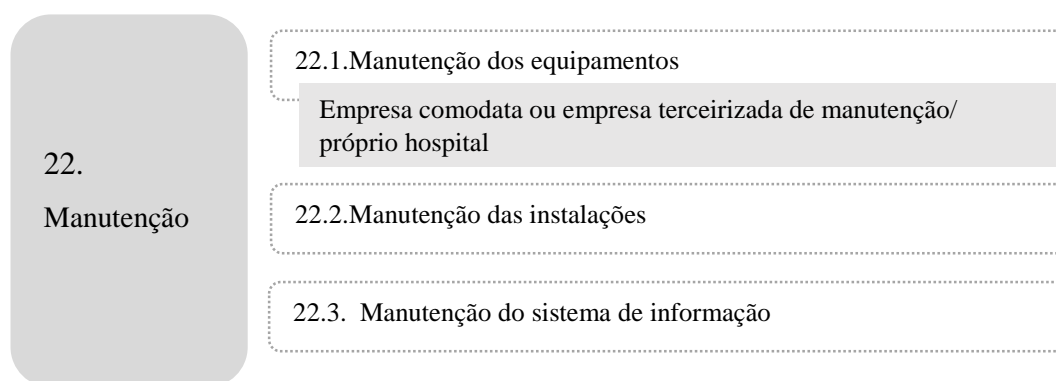 22.
Manutenção
22.1.Manutenção dos equipamentos
Empresa comodata ou empresa terceirizada de manutenção/
próprio hospital
22.2.Manutenção das instalações
22.3. Manutenção do sistema de informação